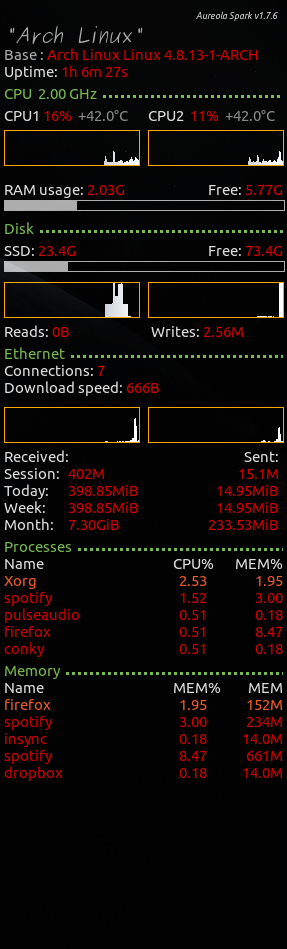 Aureola Spark v1.7.6
"Arch Linux"
Base : Arch Linux Linux 4.8.13-1-ARCH
Uptime: 1h 6m 27s
CPU 2.00 GHz
CPU1 16% +42.0°C CPU2 11% +42.0°C
RAM usage: 2.03G Free: 5.77G
Disk
SSD: 23.4G Free: 73.4G
Reads: 0B Writes: 2.56M
Ethernet
Connections: 7
Download speed: 666B
Received: Sent:
Session: 402M 15.1M
Today: 398.85MiB 14.95MiB
Week: 398.85MiB 14.95MiB
Month: 7.30GiB 233.53MiB
Processes
Name CPU% MEM%
Xorg 2.53 1.95
spotify 1.52 3.00
pulseaudio 0.51 0.18
firefox 0.51 8.47
conky 0.51 0.18
Memory
Name MEM% MEM
firefox 1.95 152M
spotify 3.00 234M
insync 0.18 14.0M
spotify 8.47 661M
dropbox 0.18 14.0M